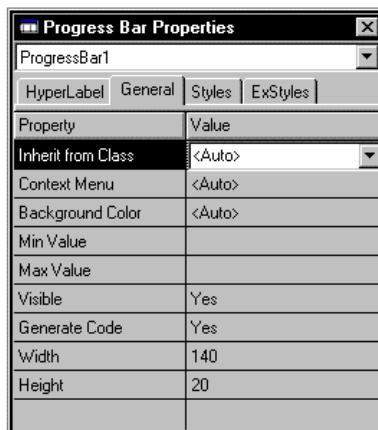 Progress Bar Properties
ProgressBar1
HyperLabel General Styles ExStyles
Property Value
Inherit from Class <Auto>
Context Menu <Auto>
Background Color <Auto>
Min Value
Max Value
Visible Yes
Generate Code Yes
Width 140
Height 20